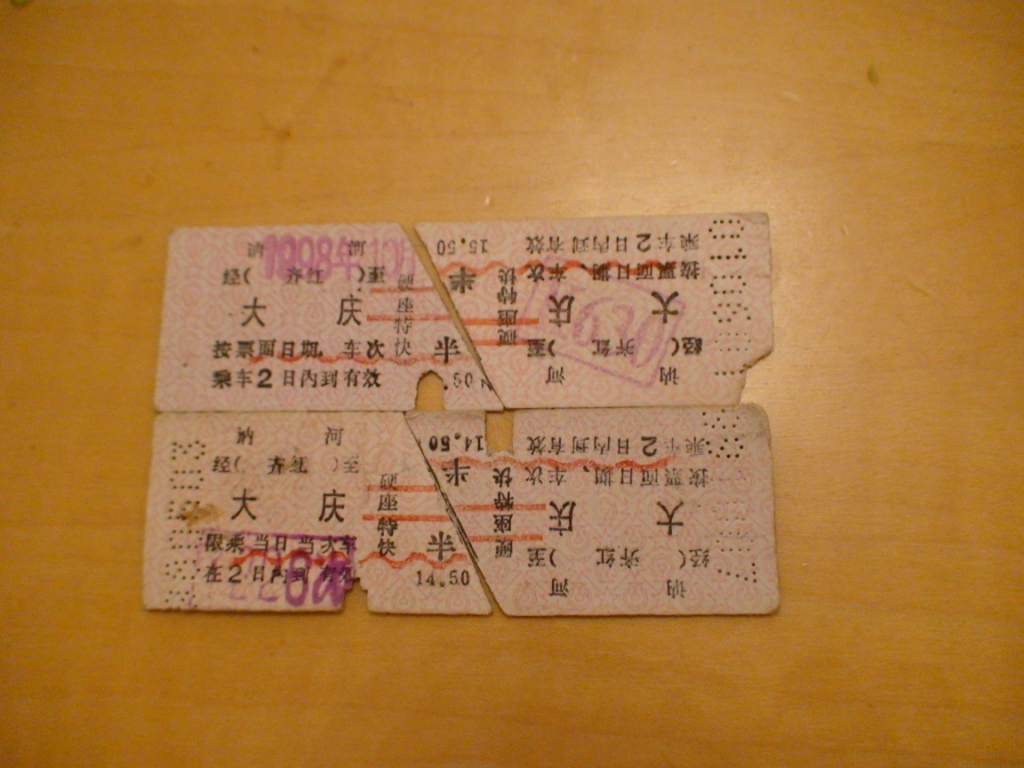 讷 河
1998年10
经( 齐红 )至
大 庆
硬座特快
半
按票面日期、车次
乘车2日内到有效
.50
讷 河
经( 齐红 )至
大 庆
硬座特快
半
按票面日期、车次
乘车2日内到有效
15.50
讷 河
经( 齐红 )至
大 庆
硬座特快
半
限乘当日当次车
在2日内到有效
14.50
讷 河
经( 齐红 )至
大 庆
硬座特快
半
按票面日期、车次
乘车2日内到有效
14.50